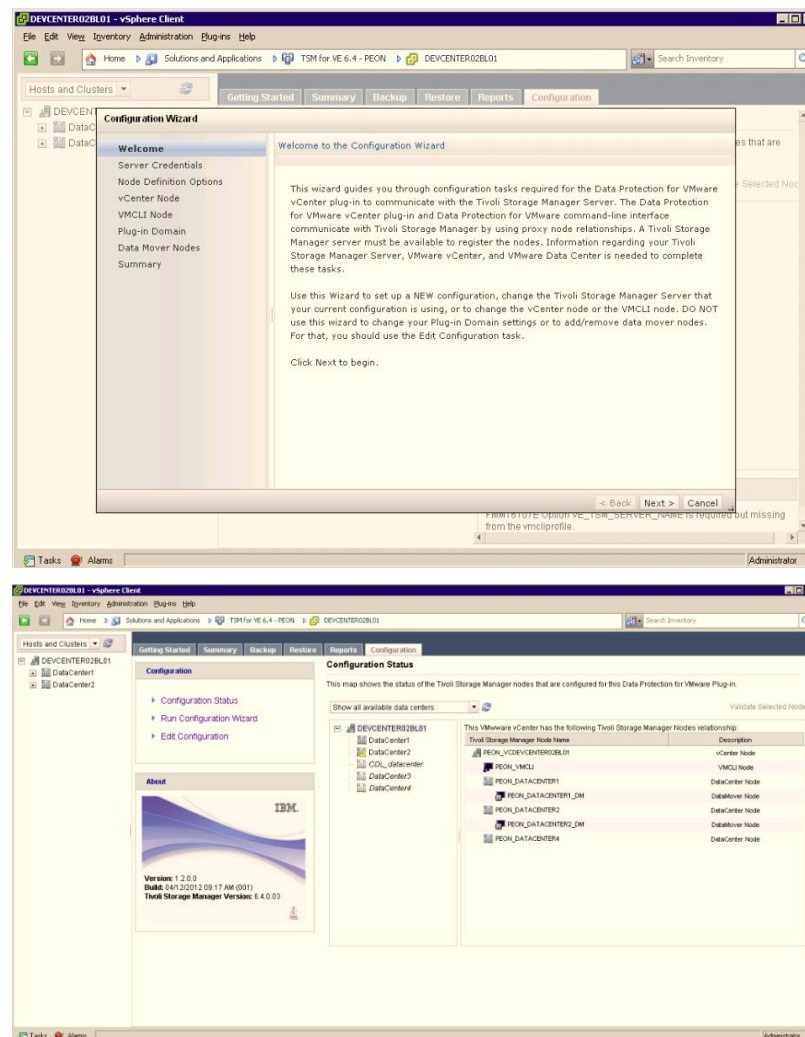 DEVCENTER02BL01 - vSphere Client
File Edit View Inventory Administration Plug-ins Help
Home Solutions and Applications TSM for VE 6.4 - PEON DEVCENTER02BL01 Search Inventory
Hosts and Clusters
Getting Started Summary Backup Restore Reports Configuration
DEVCENT
DataC
DataC
es that are
e Selected Nod
Configuration Wizard
Welcome
Server Credentials
Node Definition Options
vCenter Node
VMCLI Node
Plug-in Domain
Data Mover Nodes
Summary
Welcome to the Configuration Wizard
This wizard guides you through configuration tasks required for the Data Protection for VMware
vCenter plug-in to communicate with the Tivoli Storage Manager Server. The Data Protection
for VMware vCenter plug-in and Data Protection for VMware command-line interface
communicate with Tivoli Storage Manager by using proxy node relationships. A Tivoli Storage
Manager server must be available to register the nodes. Information regarding your Tivoli
Storage Manager Server, VMware vCenter, and VMware Data Center is needed to complete
these tasks.
Use this Wizard to set up a NEW configuration, change the Tivoli Storage Manager Server that
your current configuration is using, or to change the vCenter node or the VMCLI node. DO NOT
use this wizard to change your Plug-in Domain settings or to add/remove data mover nodes.
For that, you should use the Edit Configuration task.
Click Next to begin.
< Back Next > Cancel
FMM16107E Option VE_TSM_SERVER_NAME is required but missing
from the vmcliprofile.
Tasks Alarms Administrator
DEVCENTER02BL01 - vSphere Client
File Edit View Inventory Administration Plug-ins Help
Home Solutions and Applications TSM for VE 6.4 - PEON DEVCENTER02BL01 Search Inventory
Hosts and Clusters
DEVCENTER02BL01
DataCenter1
DataCenter2
Getting Started Summary Backup Restore Reports Configuration
Configuration
Configuration Status
Run Configuration Wizard
Edit Configuration
About
IBM.
Version: 1.2.0.0
Build: 04/12/2012 09:17 AM (001)
Tivoli Storage Manager Version: 6.4.0.03
Configuration Status
This map shows the status of the Tivoli Storage Manager nodes that are configured for this Data Protection for VMware Plug-in.
Show all available data centers
Validate Selected Node
DEVCENTER02BL01
DataCenter1
DataCenter2
CDL_datacenter
DataCenter3
DataCenter4
This VMwware vCenter has the following Tivoli Storage Manager Nodes relationship:
Tivoli Storage Manager Node Name Description
PEON_VCDEVCENTER02BL01 vCenter Node
PEON_VMCLI VMCLI Node
PEON_DATACENTER1 DataCenter Node
PEON_DATACENTER1_DM DataMover Node
PEON_DATACENTER2 DataCenter Node
PEON_DATACENTER2_DM DataMover Node
PEON_DATACENTER4 DataCenter Node
Tasks Alarms Administrator